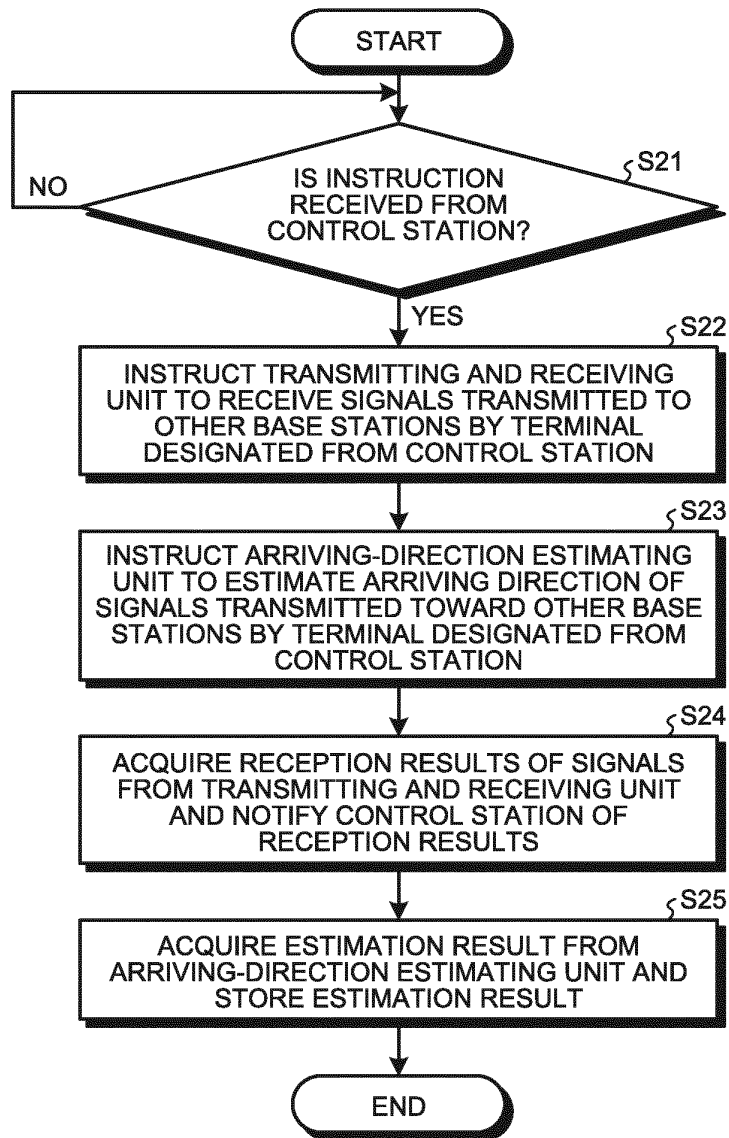 START
S21
IS INSTRUCTION
RECEIVED FROM
CONTROL STATION?
NO
YES
S22
INSTRUCT TRANSMITTING AND RECEIVING
UNIT TO RECEIVE SIGNALS TRANSMITTED TO
OTHER BASE STATIONS BY TERMINAL
DESIGNATED FROM CONTROL STATION
S23
INSTRUCT ARRIVING-DIRECTION ESTIMATING
UNIT TO ESTIMATE ARRIVING DIRECTION OF
SIGNALS TRANSMITTED TOWARD OTHER BASE
STATIONS BY TERMINAL DESIGNATED FROM
CONTROL STATION
S24
ACQUIRE RECEPTION RESULTS OF SIGNALS
FROM TRANSMITTING AND RECEIVING UNIT
AND NOTIFY CONTROL STATION OF
RECEPTION RESULTS
S25
ACQUIRE ESTIMATION RESULT FROM
ARRIVING-DIRECTION ESTIMATING UNIT AND
STORE ESTIMATION RESULT
END